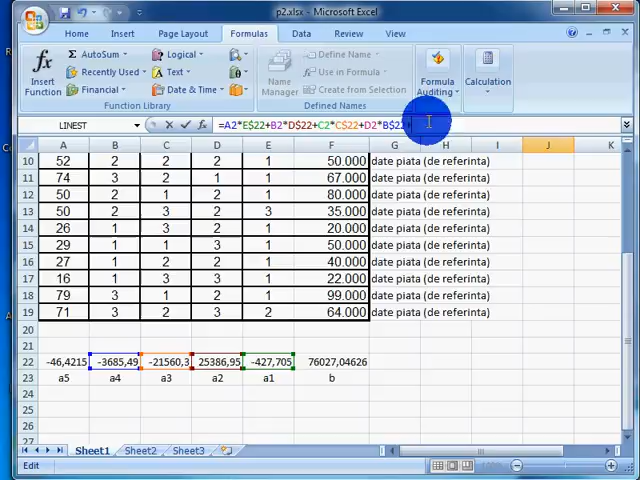 p2.xlsx - Microsoft Excel
Home Insert Page Layout Formulas Data Review View
fx Insert Function
Σ AutoSum
Recently Used
Financial
Logical
Text
Date & Time
Function Library
Name Manager
Define Name
Use in Formula
Create from Selection
Defined Names
Formula Auditing
Calculation
LINEST fx =A2*E$22+B2*D$22+C2*C$22+D2*B$22+
A B C D E F G H I J K
10 52 2 2 2 1 50.000 date piata (de referinta)
11 74 3 2 1 1 67.000 date piata (de referinta)
12 50 2 1 2 1 80.000 date piata (de referinta)
13 50 2 3 2 3 35.000 date piata (de referinta)
14 26 1 3 2 1 20.000 date piata (de referinta)
15 29 1 1 3 1 50.000 date piata (de referinta)
16 27 1 2 2 1 40.000 date piata (de referinta)
17 16 1 3 3 1 22.000 date piata (de referinta)
18 79 3 1 2 1 99.000 date piata (de referinta)
19 71 3 2 3 2 64.000 date piata (de referinta)
20
21
22 -46,4215 -3685,49 -21560,3 25386,95 -427,705 76027,04626
23 a5 a4 a3 a2 a1 b
24
25
26
27
Sheet1 Sheet2 Sheet3
Edit